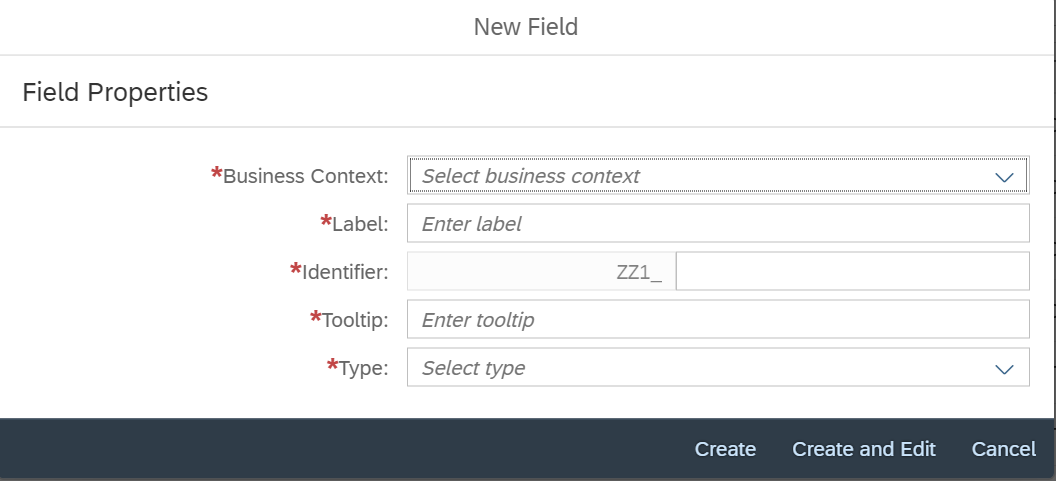 New Field
Field Properties
*Business Context: Select business context
*Label: Enter label
*Identifier: ZZ1_
*Tooltip: Enter tooltip
*Type: Select type
Create Create and Edit Cancel